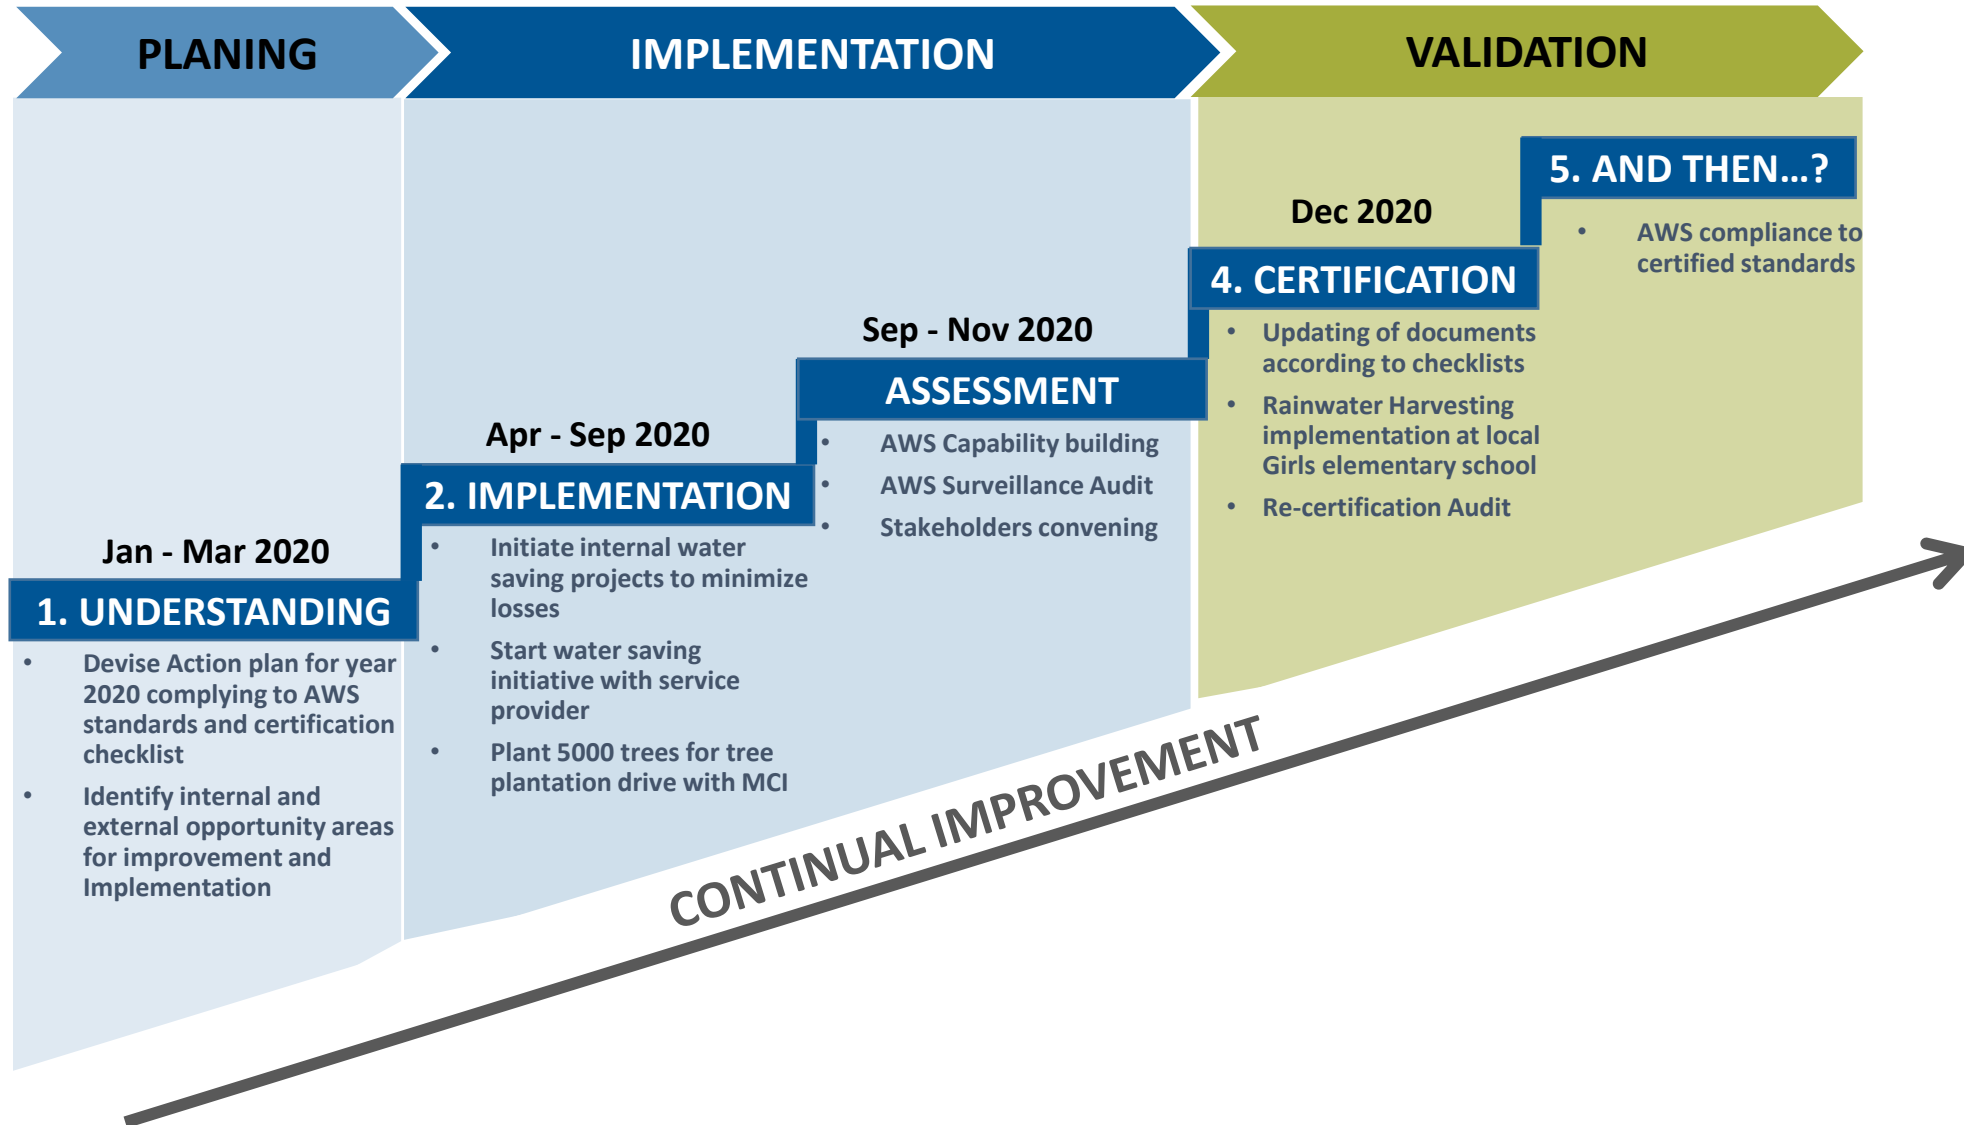 PLANING
IMPLEMENTATION
VALIDATION
Jan - Mar 2020
1. UNDERSTANDING
• Devise Action plan for year
2020 complying to AWS
standards and certification
checklist
• Identify internal and
external opportunity areas
for improvement and
Implementation
Apr - Sep 2020
2. IMPLEMENTATION
• Initiate internal water
saving projects to minimize
losses
• Start water saving
initiative with service
provider
• Plant 5000 trees for tree
plantation drive with MCI
Sep - Nov 2020
ASSESSMENT
• AWS Capability building
• AWS Surveillance Audit
• Stakeholders convening
Dec 2020
4. CERTIFICATION
• Updating of documents
according to checklists
• Rainwater Harvesting
implementation at local
Girls elementary school
• Re-certification Audit
5. AND THEN...?
• AWS compliance to
certified standards
CONTINUAL IMPROVEMENT